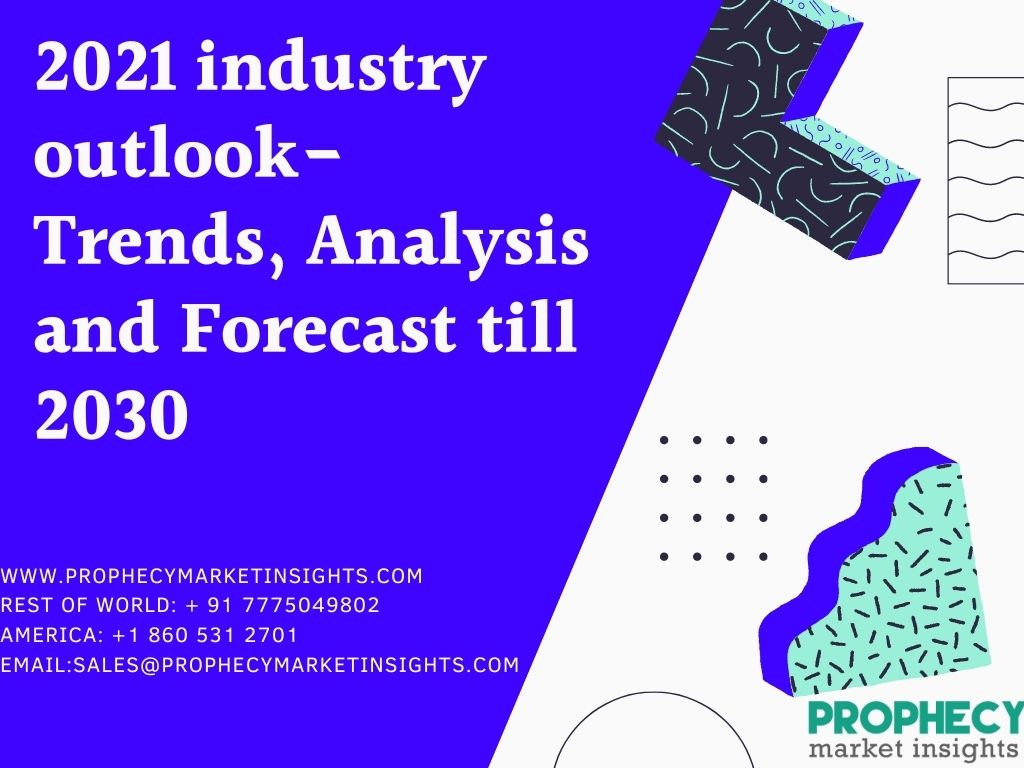 2021 industry
outlook–
Trends, Analysis
and Forecast till
2030
WWW.PROPHECYMARKETINSIGHTS.COM
REST OF WORLD: + 91 7775049802
AMERICA: +1 860 531 2701
EMAIL:SALES@PROPHECYMARKETINSIGHTS.COM
PROPHECY
market insights